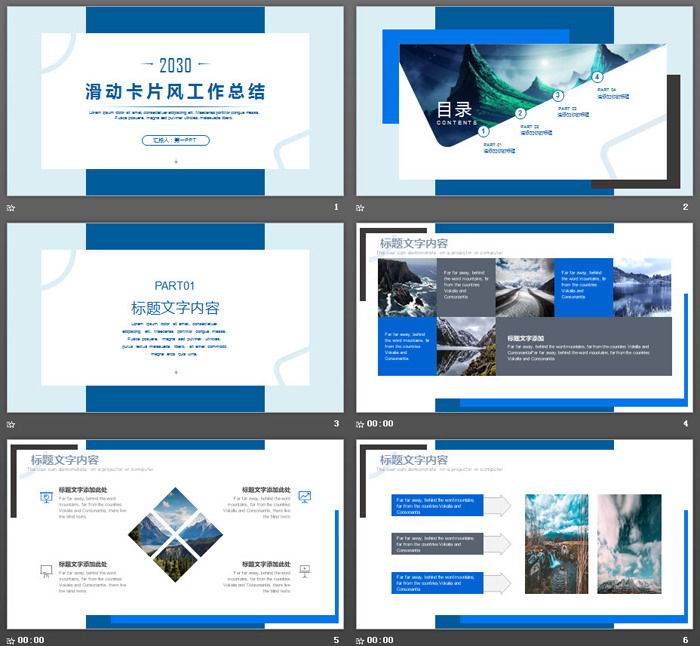 2030
滑动卡片风工作总结
Lorem ipsum dolor sit amet, consectetuer adipiscing elit. Maecenas porttitor congue massa.
Fusce posuere, magna sed pulvinar ultricies, malesuada libero.
汇报人：第一PPT
1
目录
CONTENTS
4
PART 04
请添加你的标题
3
PART 03
请添加你的标题
2
PART 02
请添加你的标题
1
PART 01
请添加你的标题
2
PART01
标题文字内容
Lorem ipsum dolor sit amet, consectetuer
adipiscing elit. Maecenas porttitor congue massa.
Fusce posuere, magna sed pulvinar ultricies,
purus lectus malesuada libero, sit amet commodo
magna eros quis urna.
3
标题文字内容
The user can demonstrate on a projector or computer
Far far away, behind
the word mountains, far
from the countries
Vokalia and
Consonantia
Far far away, behind
the word mountains, far
from the countries
Vokalia and
Consonantia
Far far away, behind
the word mountains, far
from the countries
Vokalia and
Consonantia
标题文字添加
Far far away, behind the word mountains, far from the countries Vokalia and
ConsonantiaFar far away, behind the word mountains, far from the countries
Vokalia and Consonantia
00:00
4
标题文字内容
The user can demonstrate on a projector or computer
标题文字添加此处
Far far away, behind the word
mountains, far from the countries
Vokalia and Consonantia, there live
the blind texts.
标题文字添加此处
Far far away, behind the word
mountains, far from the countries
Vokalia and Consonantia, there live
the blind texts.
标题文字添加此处
Far far away, behind the word
mountains, far from the countries
Vokalia and Consonantia, there live
the blind texts.
标题文字添加此处
Far far away, behind the word
mountains, far from the countries
Vokalia and Consonantia, there live
the blind texts.
00:00
5
标题文字内容
The user can demonstrate on a projector or computer
Far far away, behind the word mountains,
far from the countries Vokalia and
Consonantia
Far far away, behind the word mountains,
far from the countries Vokalia and
Consonantia
Far far away, behind the word mountains,
far from the countries Vokalia and
Consonantia
00:00
6